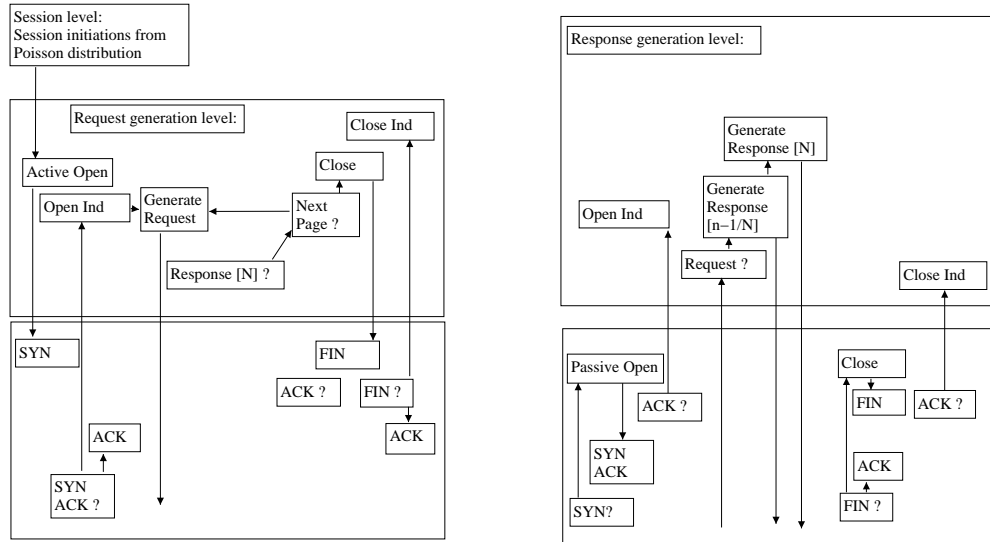 Session level:
Session initiations from
Poisson distribution
Request generation level:
Close Ind
Close
Active Open
Open Ind
Generate
Request
Next
Page ?
Response [N] ?
SYN
FIN
ACK ?
FIN ?
ACK
ACK
SYN
ACK ?
Response generation level:
Generate
Response [N]
Generate
Response
[n−1/N]
Open Ind
Request ?
Close Ind
Passive Open
Close
ACK ?
FIN
ACK ?
SYN
ACK
ACK
SYN?
FIN ?